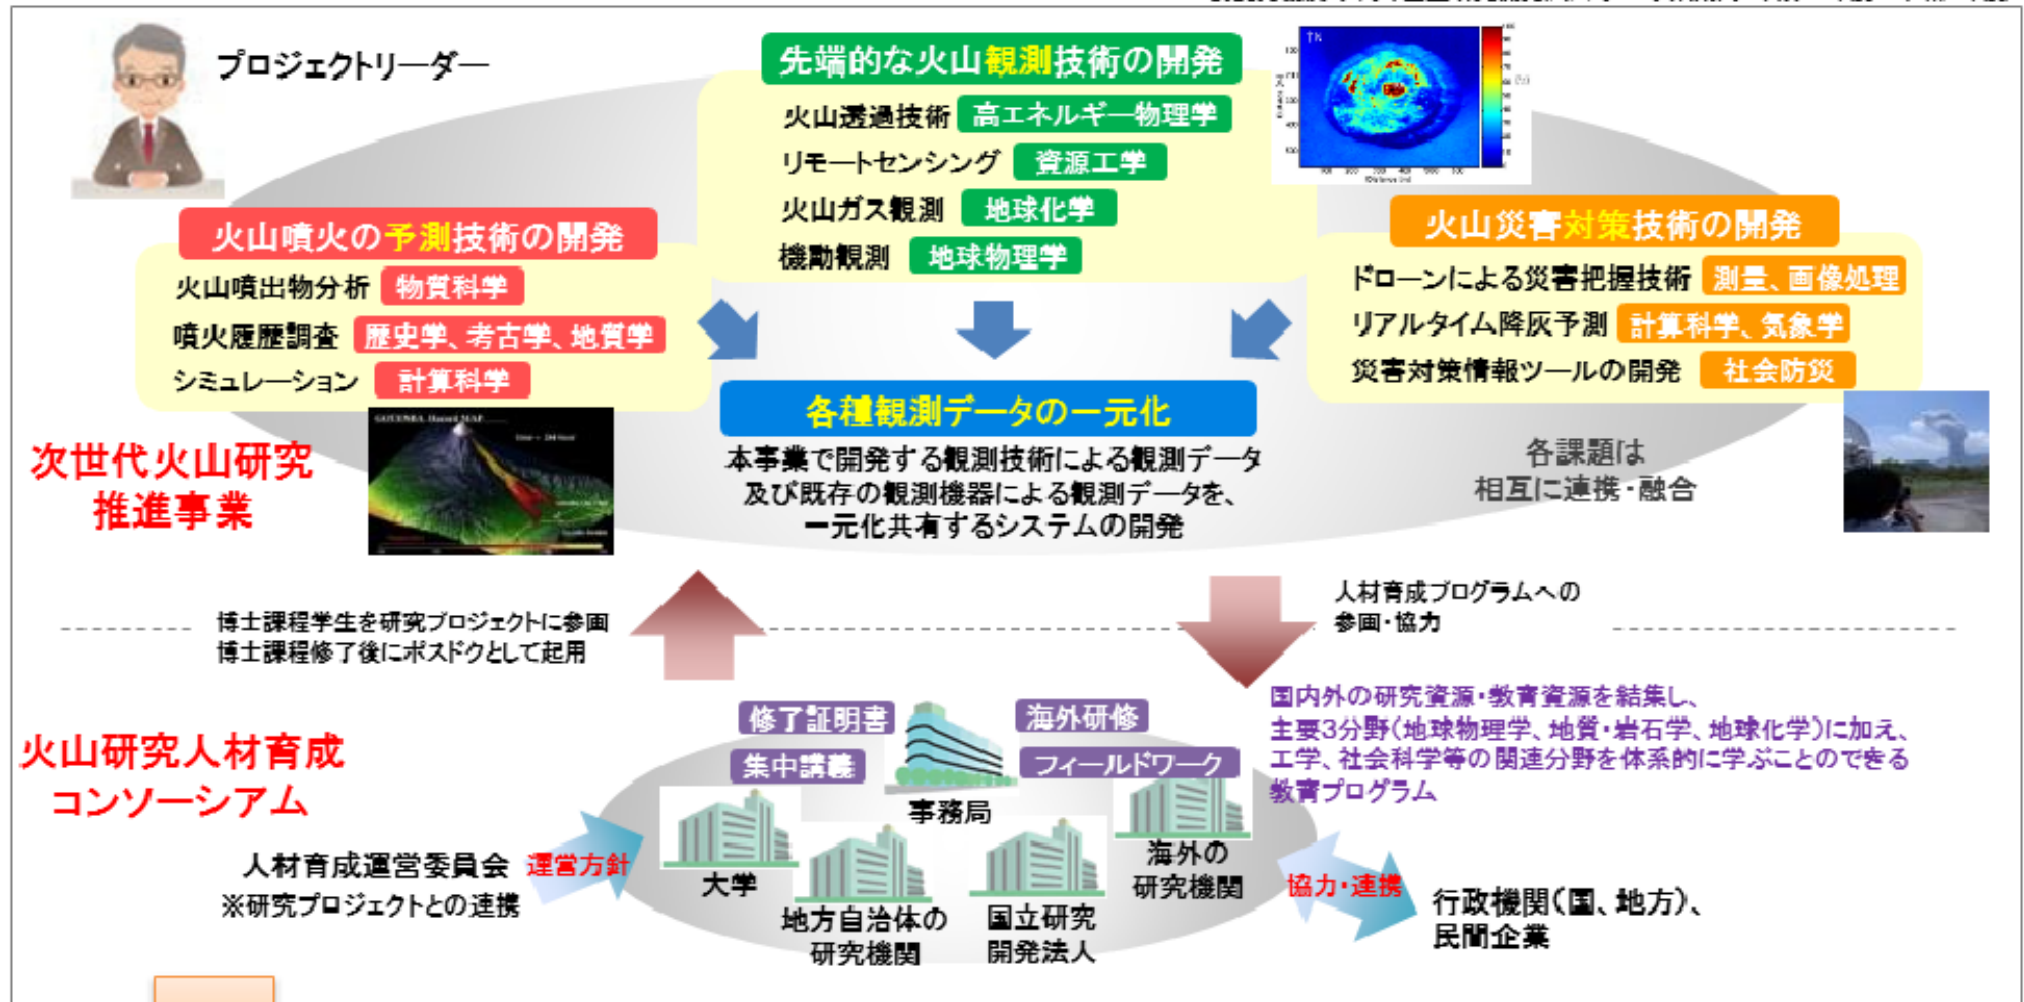 プロジェクトリーダー
先端的な火山観測技術の開発
火山透過技術 高エネルギー物理学
リモートセンシング 資源工学
火山ガス観測 地球化学
機動観測 地球物理学
火山噴火の予測技術の開発
火山噴出物分析 物質科学
噴火履歴調査 歴史学、考古学、地質学
シミュレーション 計算科学
火山災害対策技術の開発
ドローンによる災害把握技術 測量、画像処理
リアルタイム降灰予測 計算科学、気象学
災害対策情報ツールの開発 社会防災
各種観測データの一元化
本事業で開発する観測技術による観測データ
及び既存の観測機器による観測データを、
一元化共有するシステムの開発
各課題は
相互に連携・融合
次世代火山研究
推進事業
博士課程学生を研究プロジェクトに参画
博士課程修了後にポスドクとして起用
人材育成プログラムへの
参画・協力
火山研究人材育成
コンソーシアム
修了証明書
海外研修
集中講義
フィールドワーク
国内外の研究資源・教育資源を結集し、
主要3分野(地球物理学、地質・岩石学、地球化学)に加え、
工学、社会科学等の関連分野を体系的に学ぶことのできる
教育プログラム
事務局
大学
地方自治体の
研究機関
国立研究
開発法人
海外の
研究機関
人材育成運営委員会 運営方針
※研究プロジェクトとの連携
協力・連携
行政機関(国、地方)、
民間企業